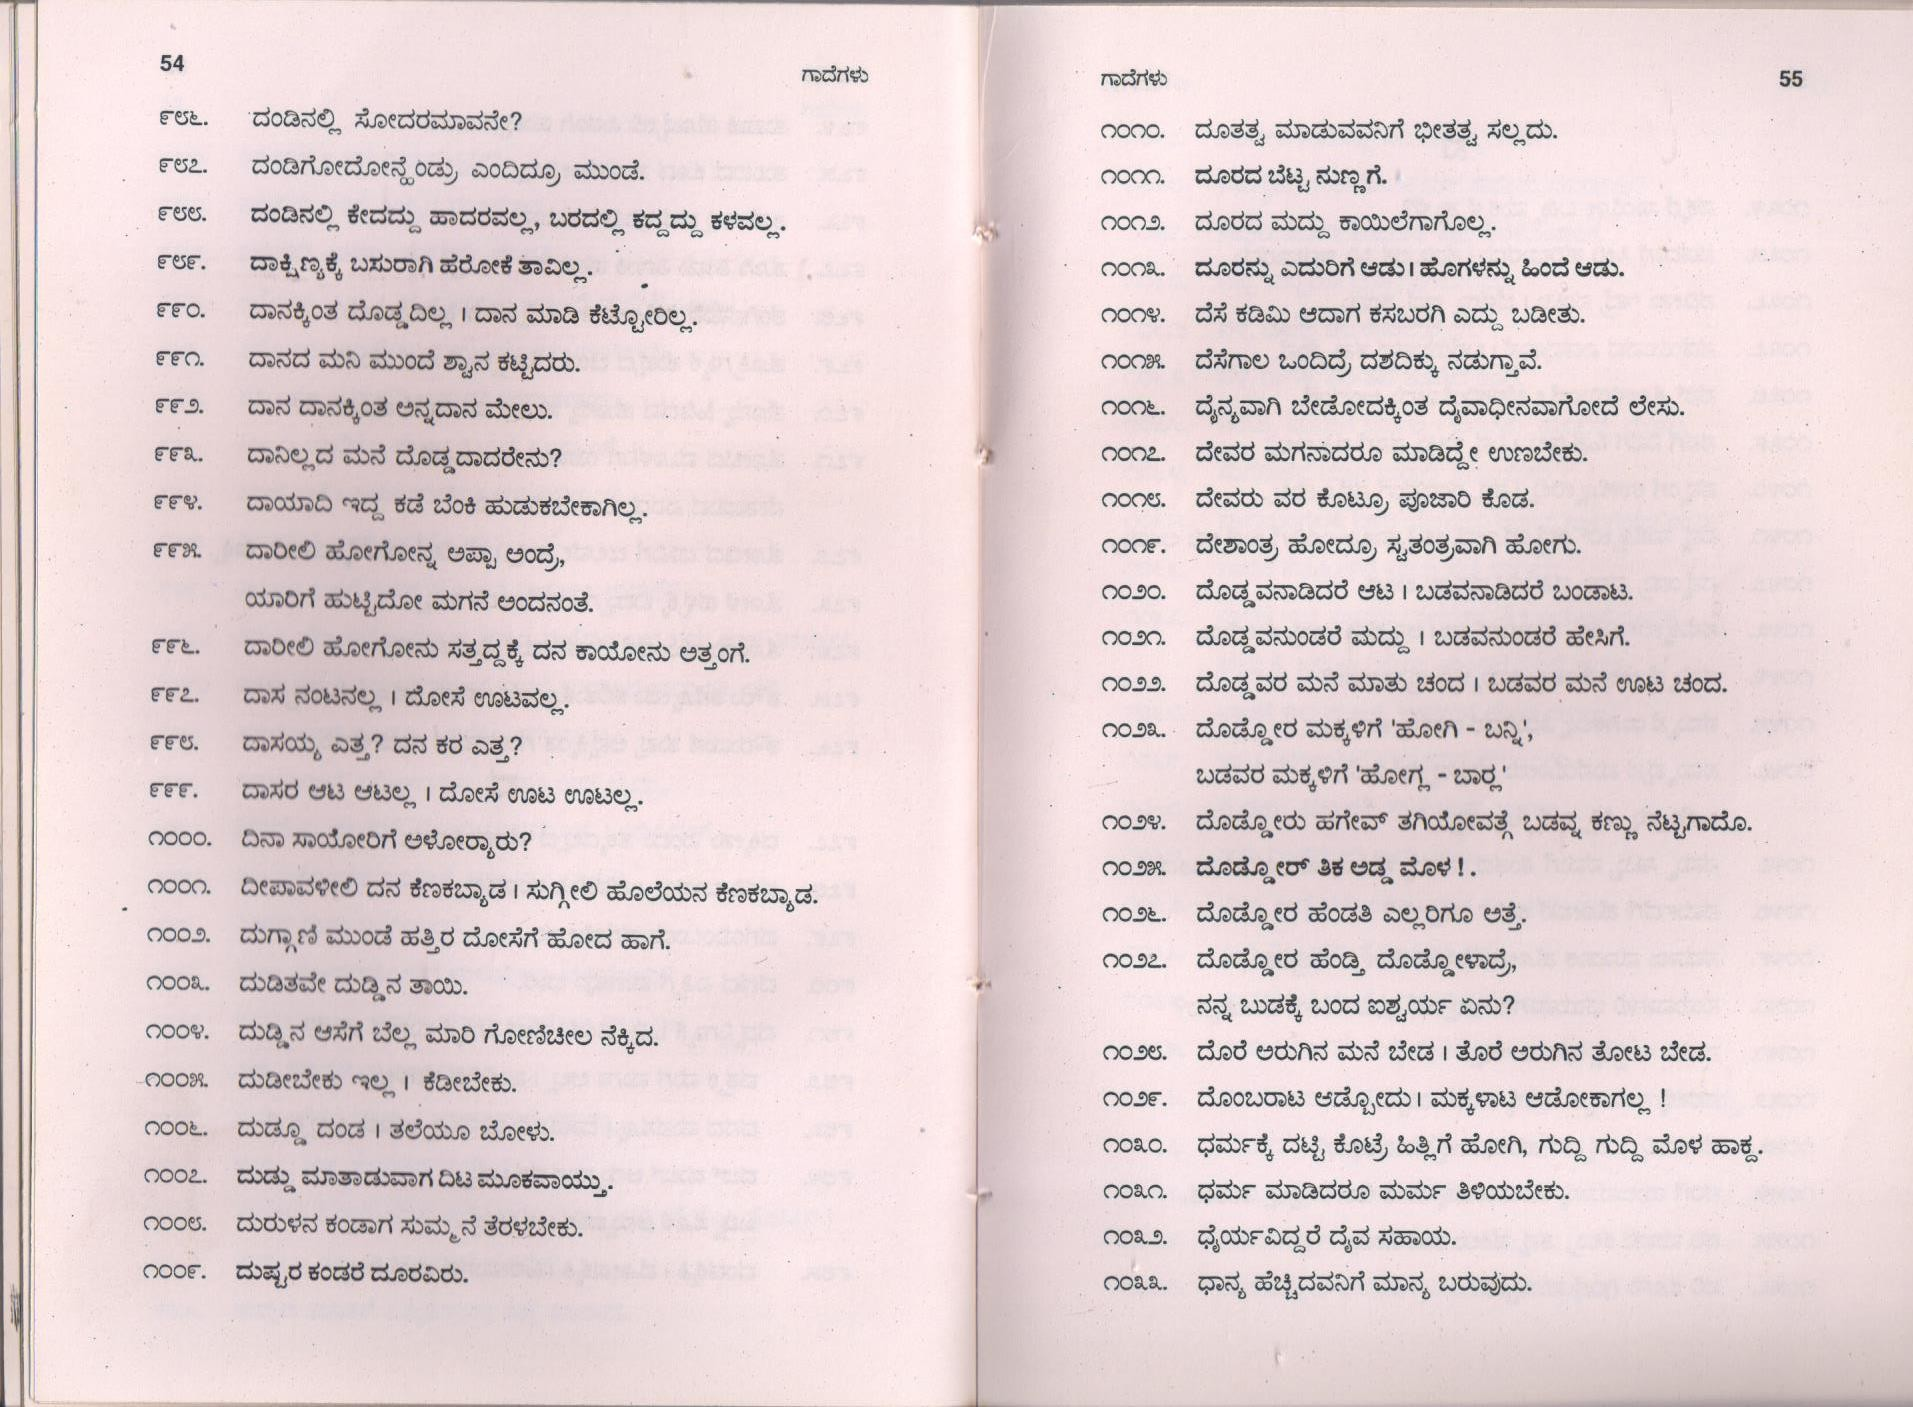 54
ಗಾದೆಗಳು
೯೮೬. ದಂಡಿನಲ್ಲಿ ಸೋದರಮಾವನೇ?
೯೮೭. ದಂಡಿಗೋದೋನ್ಹೆಂಡ್ರು ಎಂದಿದ್ರೂ ಮುಂಡೆ.
೯೮೮. ದಂಡಿನಲ್ಲಿ ಕೇದದ್ದು ಹಾದರವಲ್ಲ, ಬರದಲ್ಲಿ ಕದ್ದದ್ದು ಕಳವಲ್ಲ.
೯೮೯. ದಾಕ್ಷಿಣ್ಯಕ್ಕೆ ಬಸುರಾಗಿ ಹೆರೋಕೆ ತಾವಿಲ್ಲ.
೯೯೦. ದಾನಕ್ಕಿಂತ ದೊಡ್ಡದಿಲ್ಲ । ದಾನ ಮಾಡಿ ಕೆಟ್ಟೋರಿಲ್ಲ.
೯೯೧. ದಾನದ ಮನಿ ಮುಂದೆ ಶ್ವಾನ ಕಟ್ಟಿದರು.
೯೯೨. ದಾನ ದಾನಕ್ಕಿಂತ ಅನ್ನದಾನ ಮೇಲು.
೯೯೩. ದಾನಿಲ್ಲದ ಮನೆ ದೊಡ್ಡದಾದರೇನು?
೯೯೪. ದಾಯಾದಿ ಇದ್ದ ಕಡೆ ಬೆಂಕಿ ಹುಡುಕಬೇಕಾಗಿಲ್ಲ.
೯೯೫. ದಾರೀಲಿ ಹೋಗೋನ್ನ ಅಪ್ಪಾ ಅಂದ್ರೆ,
ಯಾರಿಗೆ ಹುಟ್ಟಿದೋ ಮಗನೆ ಅಂದನಂತೆ.
೯೯೬. ದಾರೀಲಿ ಹೋಗೋನು ಸತ್ತದ್ದಕ್ಕೆ ದನ ಕಾಯೋನು ಅತ್ತಂಗೆ.
೯೯೭. ದಾಸ ನಂಟನಲ್ಲ । ದೋಸೆ ಊಟವಲ್ಲ.
೯೯೮. ದಾಸಯ್ಯ ಎತ್ತ? ದನ ಕರ ಎತ್ತ?
೯೯೯. ದಾಸರ ಆಟ ಆಟಲ್ಲ । ದೋಸೆ ಊಟ ಊಟಲ್ಲ.
೧೦೦೦. ದಿನಾ ಸಾಯೋರಿಗೆ ಅಳೋರ್‍ಯಾರು?
೧೦೦೧. ದೀಪಾವಳೀಲಿ ದನ ಕೆಣಕಬ್ಯಾಡ । ಸುಗ್ಗೀಲಿ ಹೊಲೆಯನ ಕೆಣಕಬ್ಯಾಡ.
೧೦೦೨. ದುಗ್ಗಾಣಿ ಮುಂಡೆ ಹತ್ತಿರ ದೋಸೆಗೆ ಹೋದ ಹಾಗೆ.
೧೦೦೩. ದುಡಿತವೇ ದುಡ್ಡಿನ ತಾಯಿ.
೧೦೦೪. ದುಡ್ಡಿನ ಆಸೆಗೆ ಬೆಲ್ಲ ಮಾರಿ ಗೋಣಿಚೀಲ ನೆಕ್ಕಿದ.
೧೦೦೫. ದುಡೀಬೇಕು ಇಲ್ಲ । ಕೆಡೀಬೇಕು.
೧೦೦೬. ದುಡ್ಡೂ ದಂಡ । ತಲೆಯೂ ಬೋಳು.
೧೦೦೭. ದುಡ್ಡು ಮಾತಾಡುವಾಗ ದಿಟ ಮೂಕವಾಯ್ತು.
೧೦೦೮. ದುರುಳನ ಕಂಡಾಗ ಸುಮ್ಮನೆ ತೆರಳಬೇಕು.
೧೦೦೯. ದುಷ್ಟರ ಕಂಡರೆ ದೂರವಿರು.
ಗಾದೆಗಳು
55
೧೦೧೦. ದೂತತ್ವ ಮಾಡುವವನಿಗೆ ಭೀತತ್ವ ಸಲ್ಲದು.
೧೦೧೧. ದೂರದ ಬೆಟ್ಟ ನುಣ್ಣಗೆ.
೧೦೧೨. ದೂರದ ಮದ್ದು ಕಾಯಿಲೆಗಾಗೊಲ್ಲ.
೧೦೧೩. ದೂರನ್ನು ಎದುರಿಗೆ ಆಡು। ಹೊಗಳನ್ನು ಹಿಂದೆ ಆಡು.
೧೦೧೪. ದೆಸೆ ಕಡಿಮಿ ಆದಾಗ ಕಸಬರಗಿ ಎದ್ದು ಬಡೀತು.
೧೦೧೫. ದೆಸೆಗಾಲ ಒಂದಿದ್ರೆ ದಶದಿಕ್ಕು ನಡುಗ್ತಾವೆ.
೧೦೧೬. ದೈನ್ಯವಾಗಿ ಬೇಡೋದಕ್ಕಿಂತ ದೈವಾಧೀನವಾಗೋದೆ ಲೇಸು.
೧೦೧೭. ದೇವರ ಮಗನಾದರೂ ಮಾಡಿದ್ದೇ ಉಣಬೇಕು.
೧೦೧೮. ದೇವರು ವರ ಕೊಟ್ರೂ ಪೂಜಾರಿ ಕೊಡ.
೧೦೧೯. ದೇಶಾಂತ್ರ ಹೋದ್ರೂ ಸ್ವತಂತ್ರವಾಗಿ ಹೋಗು.
೧೦೨೦. ದೊಡ್ಡವನಾಡಿದರೆ ಆಟ । ಬಡವನಾಡಿದರೆ ಬಂಡಾಟ.
೧೦೨೧. ದೊಡ್ಡವನುಂಡರೆ ಮದ್ದು । ಬಡವನುಂಡರೆ ಹೇಸಿಗೆ.
೧೦೨೨. ದೊಡ್ಡವರ ಮನೆ ಮಾತು ಚಂದ । ಬಡವರ ಮನೆ ಊಟ ಚಂದ.
೧೦೨೩. ದೊಡ್ಡೋರ ಮಕ್ಕಳಿಗೆ 'ಹೋಗಿ - ಬನ್ನಿ',
ಬಡವರ ಮಕ್ಕಳಿಗೆ 'ಹೋಗ್ಲ - ಬಾರ್‍ಲ'
೧೦೨೪. ದೊಡ್ಡೋರು ಹಗೇವ್ ತಗಿಯೋವತ್ಗೆ ಬಡವ್ನ ಕಣ್ಣು ನೆಟ್ಟಗಾದೊ.
೧೦೨೫. ದೊಡ್ಡೋರ್ ತಿಕ ಅಡ್ಡ ಮೊಳ !.
೧೦೨೬. ದೊಡ್ಡೋರ ಹೆಂಡತಿ ಎಲ್ಲರಿಗೂ ಅತ್ತೆ.
೧೦೨೭. ದೊಡ್ಡೋರ ಹೆಂಡ್ತಿ ದೊಡ್ಡೋಳಾದ್ರೆ,
ನನ್ನ ಬುಡಕ್ಕೆ ಬಂದ ಐಶ್ವರ್ಯ ಏನು?
೧೦೨೮. ದೊರೆ ಅರುಗಿನ ಮನೆ ಬೇಡ । ತೊರೆ ಅರುಗಿನ ತೋಟ ಬೇಡ.
೧೦೨೯. ದೊಂಬರಾಟ ಆಡ್ಬೋದು। ಮಕ್ಕಳಾಟ ಆಡೋಕಾಗಲ್ಲ !
೧೦೩೦. ಧರ್ಮಕ್ಕೆ ದಟ್ಟಿ ಕೊಟ್ರೆ ಹಿತ್ಲಿಗೆ ಹೋಗಿ, ಗುದ್ದಿ ಗುದ್ದಿ ಮೊಳ ಹಾಕ್ದ.
೧೦೩೧. ಧರ್ಮ ಮಾಡಿದರೂ ಮರ್ಮ ತಿಳಿಯಬೇಕು.
೧೦೩೨. ಧೈರ್ಯವಿದ್ದರೆ ದೈವ ಸಹಾಯ.
೧೦೩೩. ಧಾನ್ಯ ಹೆಚ್ಚಿದವನಿಗೆ ಮಾನ್ಯ ಬರುವುದು.